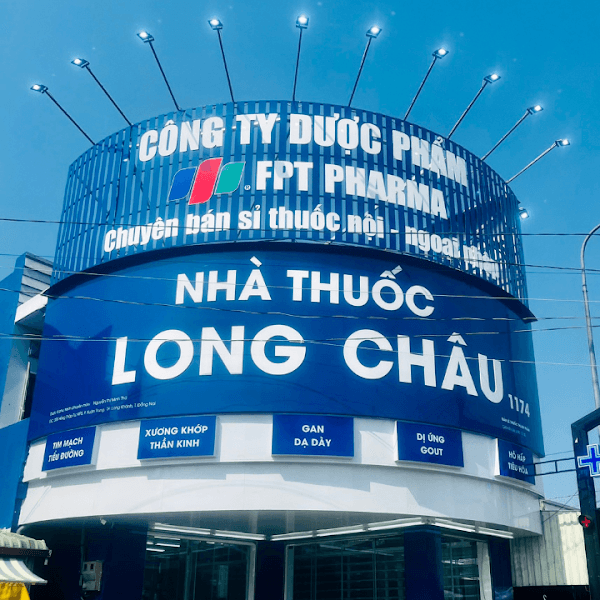 CÔNG TY DƯỢC PHẨM
FPT PHARMA
Chuyên bán sỉ thuốc nội - ngoại nhập
NHÀ THUỐC
LONG CHÂU 1174
TIM MẠCH
TIỂU ĐƯỜNG
XƯƠNG KHỚP
THẦN KINH
GAN
DẠ DÀY
DỊ ỨNG
GOUT
HÔ HẤP
TIÊU HÓA